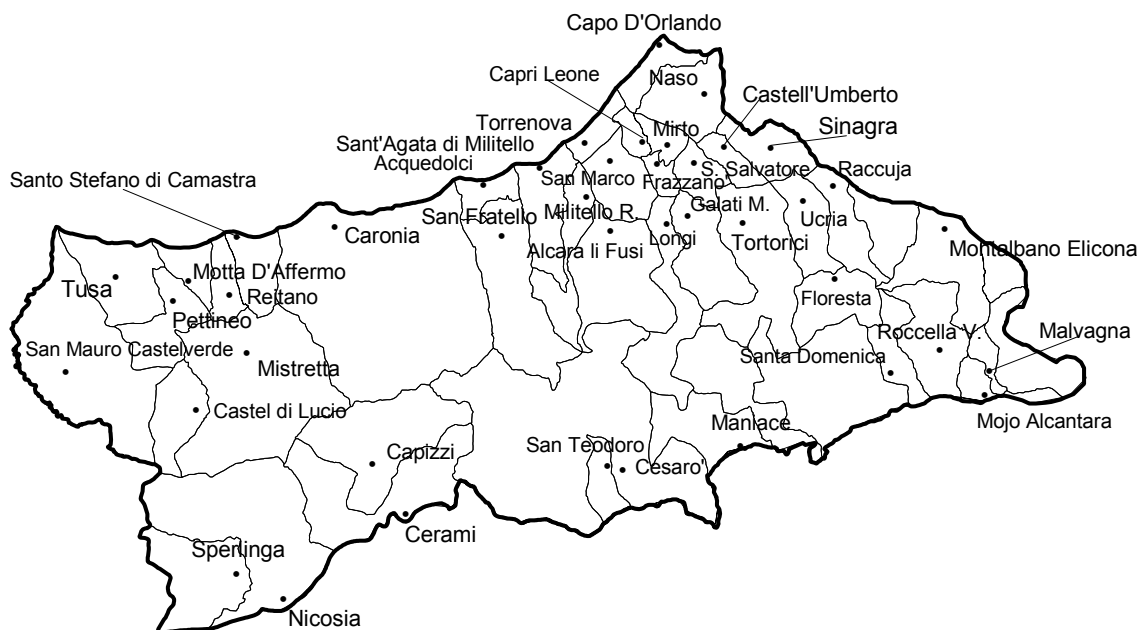 Capo D'Orlando
Capri Leone
Naso
Castell'Umberto
Torrenova
Mirto
Sinagra
Sant'Agata di Militello
Acquedolci
San Marco
Frazzano'
S. Salvatore
Raccuja
Santo Stefano di Camastra
San Fratello
Militello R.
Galati M.
Ucria
Caronia
Alcara li Fusi
Longi
Tortorici
Montalbano Elicona
Motta D'Affermo
Tusa
Reitano
Floresta
Pettineo
Roccella V.
Malvagna
San Mauro Castelverde
Mistretta
Santa Domenica
Castel di Lucio
Maniace
Mojo Alcantara
Capizzi
San Teodoro
Cesaro'
Cerami
Sperlinga
Nicosia